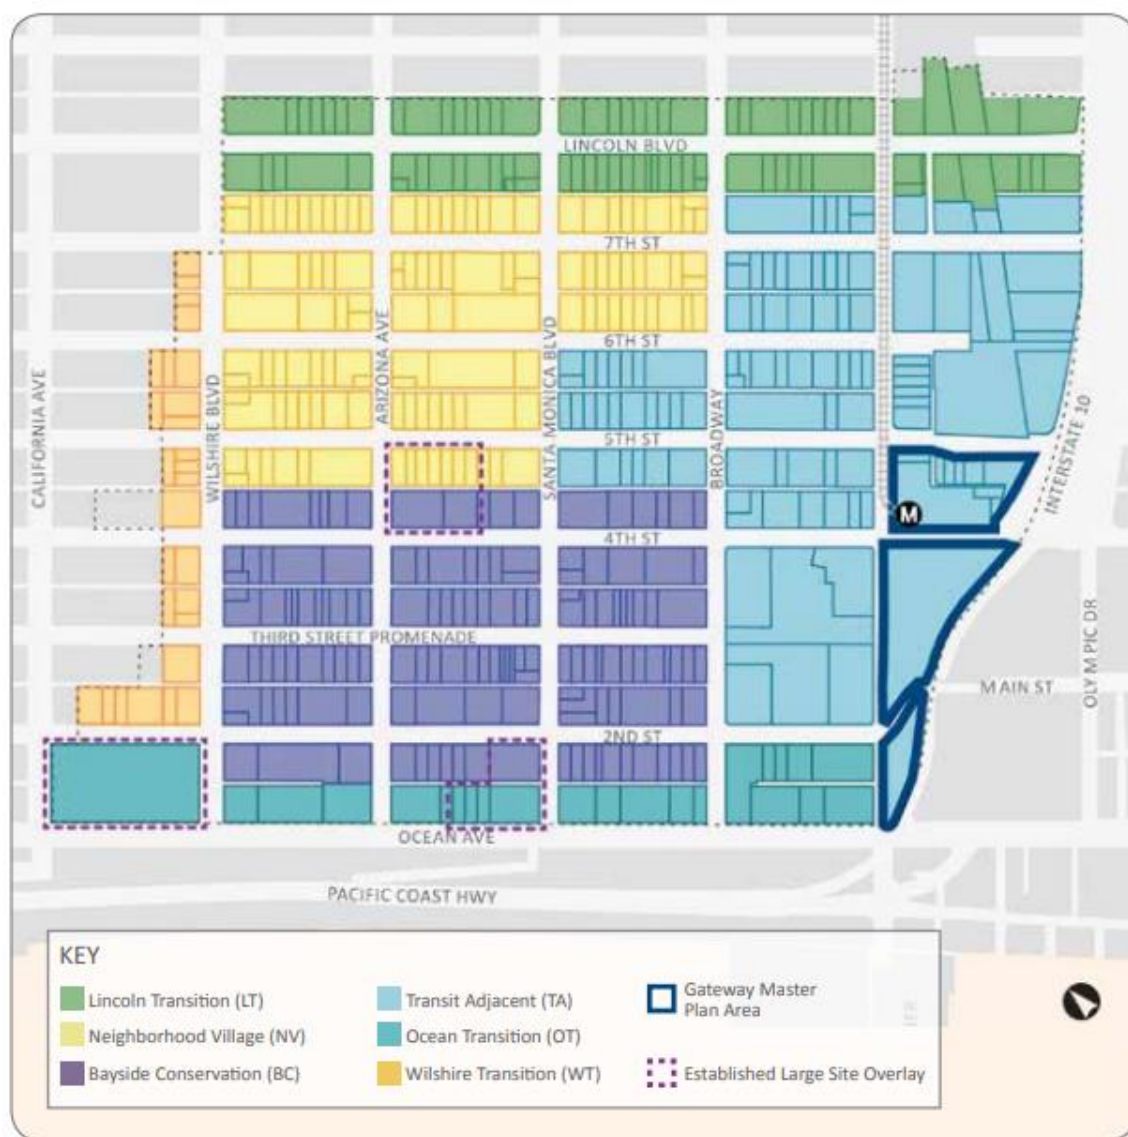 LINCOLN BLVD
7TH ST
6TH ST
5TH ST
4TH ST
THIRD STREET PROMENADE
2ND ST
OCEAN AVE
PACIFIC COAST HWY
CALIFORNIA AVE
WILSHIRE BLVD
ARIZONA AVE
SANTA MONICA BLVD
BROADWAY
INTERSTATE 10
OLYMPIC DR
MAIN ST
M
KEY
Lincoln Transition (LT)
Neighborhood Village (NV)
Bayside Conservation (BC)
Transit Adjacent (TA)
Ocean Transition (OT)
Wilshire Transition (WT)
Gateway Master
Plan Area
Established Large Site Overlay